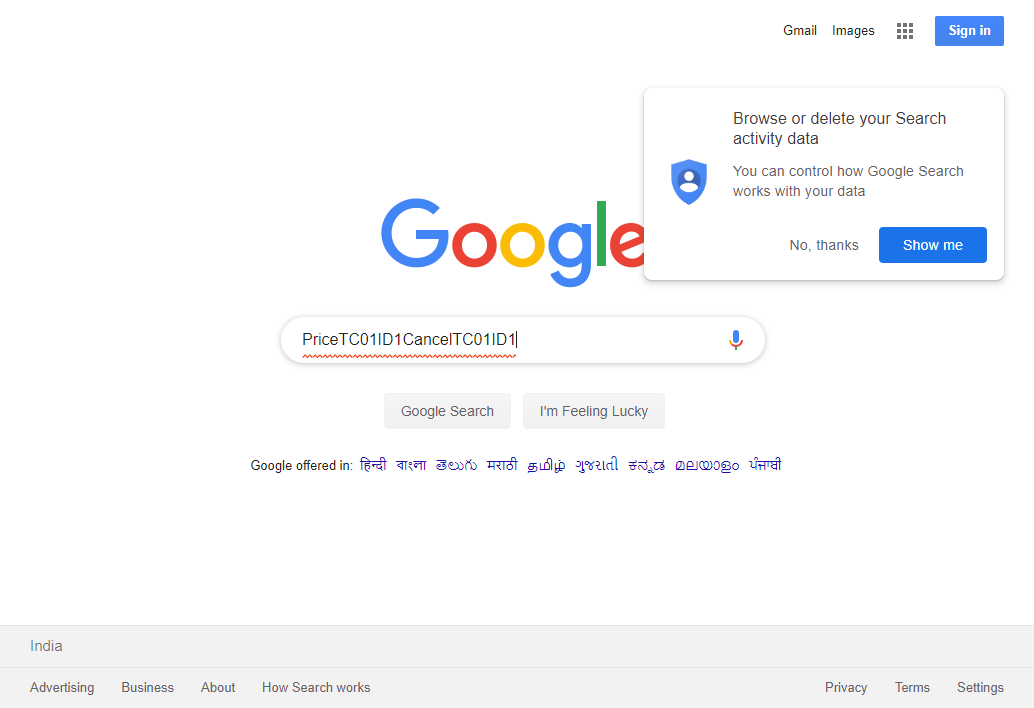 Gmail Images Sign in
Browse or delete your Search
activity data
You can control how Google Search
works with your data
No, thanks Show me
Google
PriceTC01ID1CancelTC01ID1
Google Search I'm Feeling Lucky
Google offered in: हिन्दी বাংলা తెలుగు मराठी தமிழ் ગુજરાતી ಕನ್ನಡ മലയാളം ਪੰਜਾਬੀ
India
Advertising Business About How Search works Privacy Terms Settings